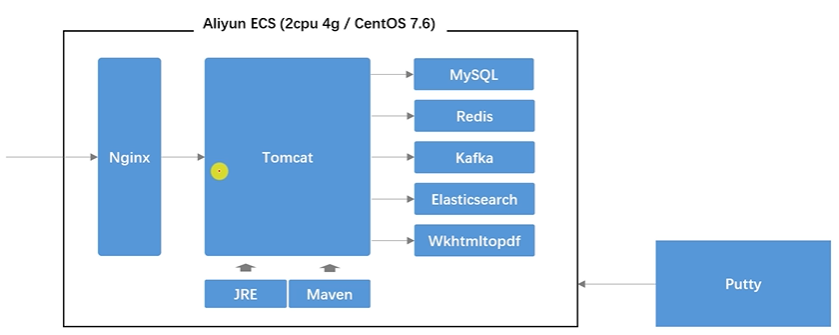 Aliyun ECS (2cpu 4g / CentOS 7.6)
Nginx
Tomcat
MySQL
Redis
Kafka
Elasticsearch
Wkhtmltopdf
JRE
Maven
Putty